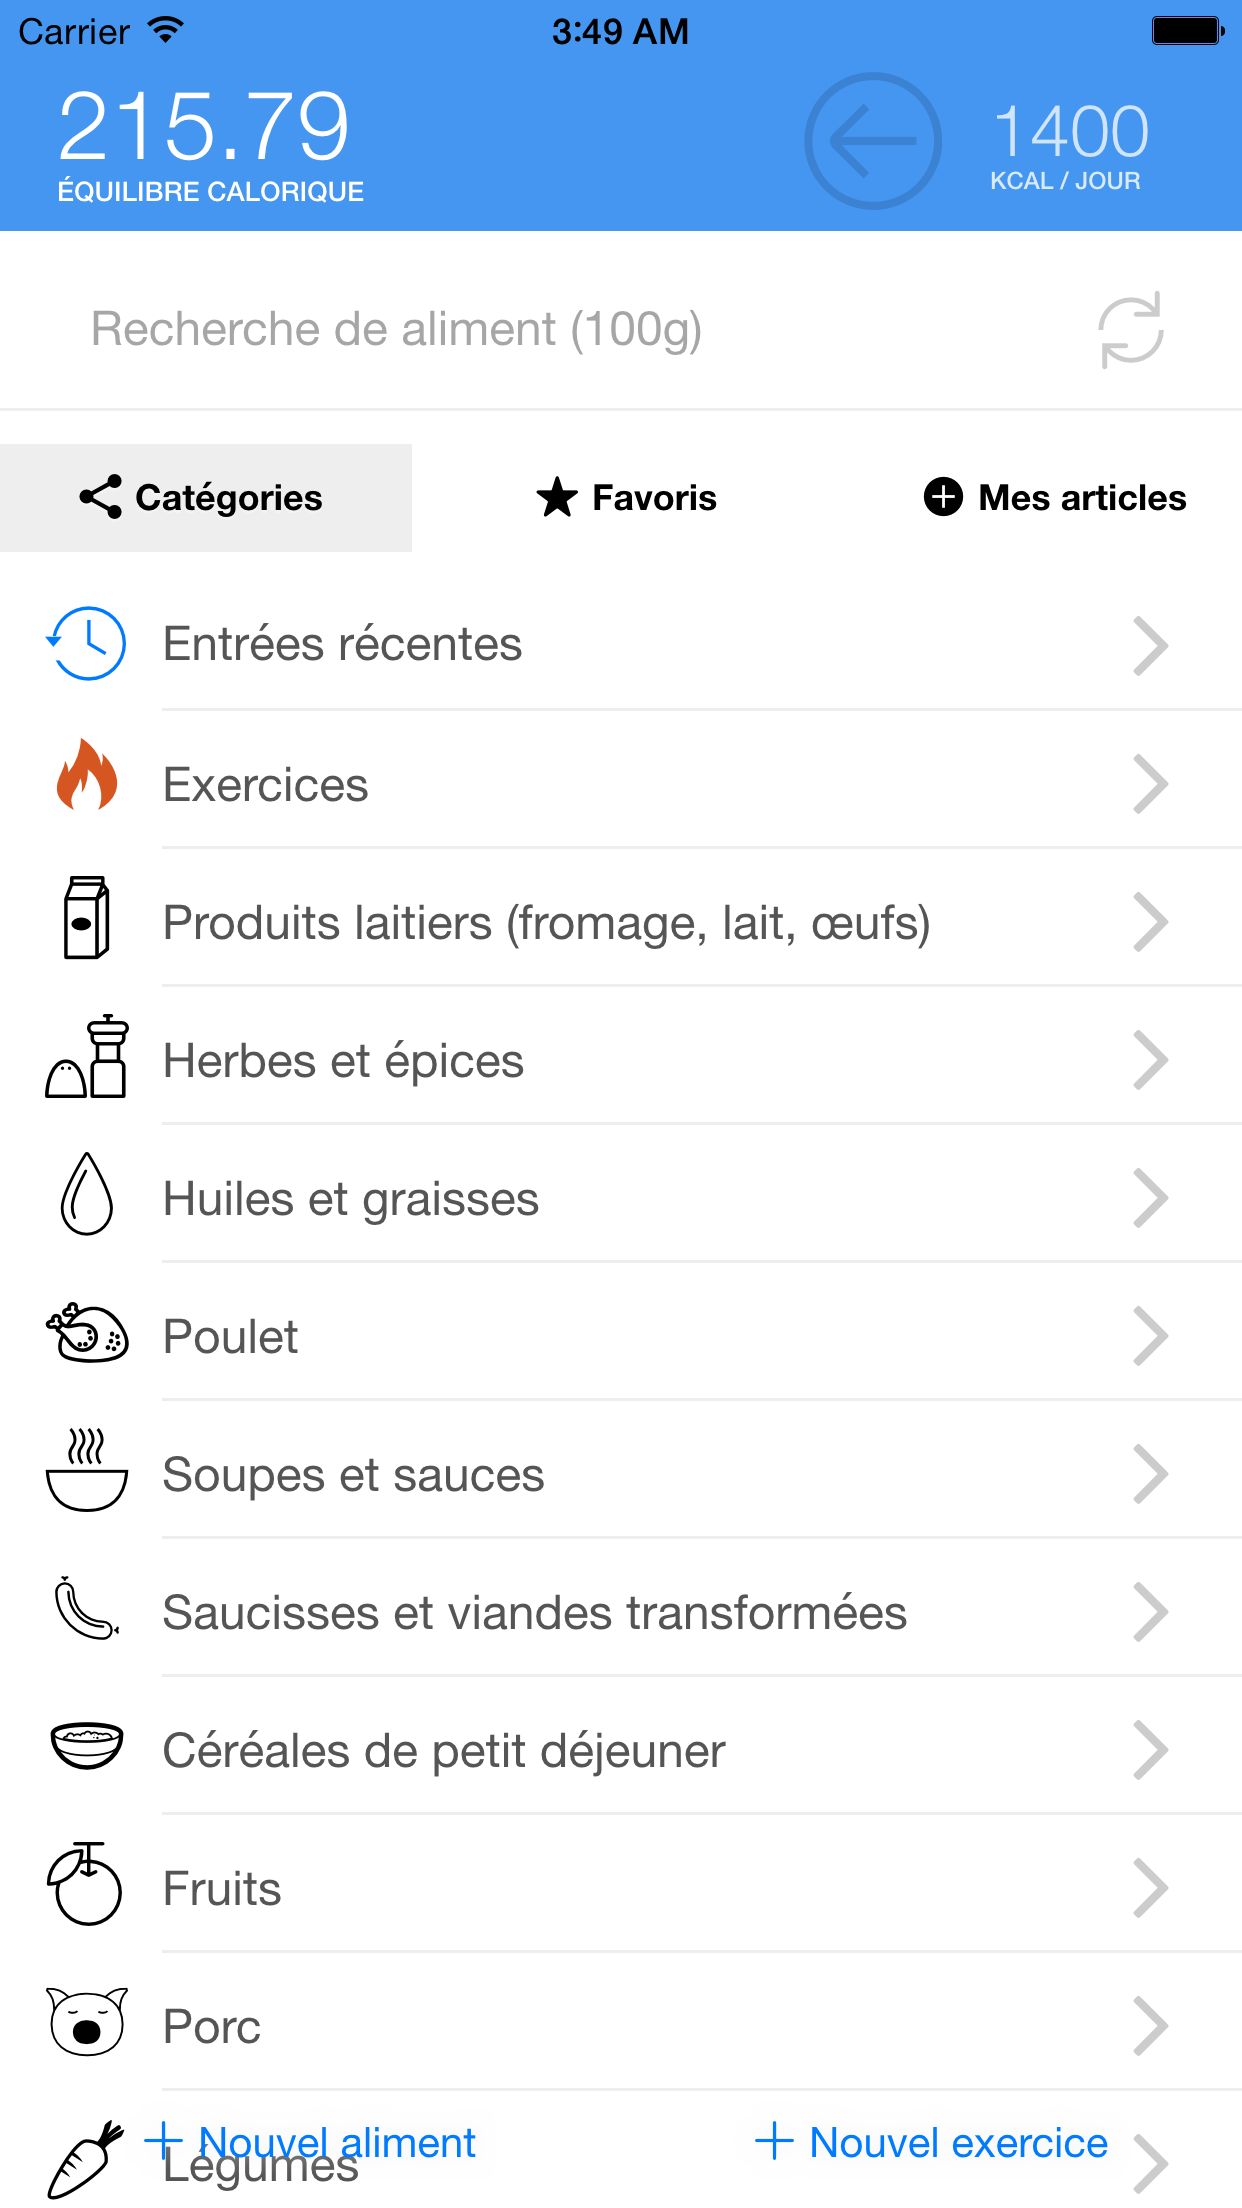 Carrier 3:49 AM
215.79 1400
ÉQUILIBRE CALORIQUE KCAL / JOUR
Recherche de aliment (100g)
Catégories Favoris Mes articles
Entrées récentes
Exercices
Produits laitiers (fromage, lait, œufs)
Herbes et épices
Huiles et graisses
Poulet
Soupes et sauces
Saucisses et viandes transformées
Céréales de petit déjeuner
Fruits
Porc
Nouvel aliment Nouvel exercice
Légumes